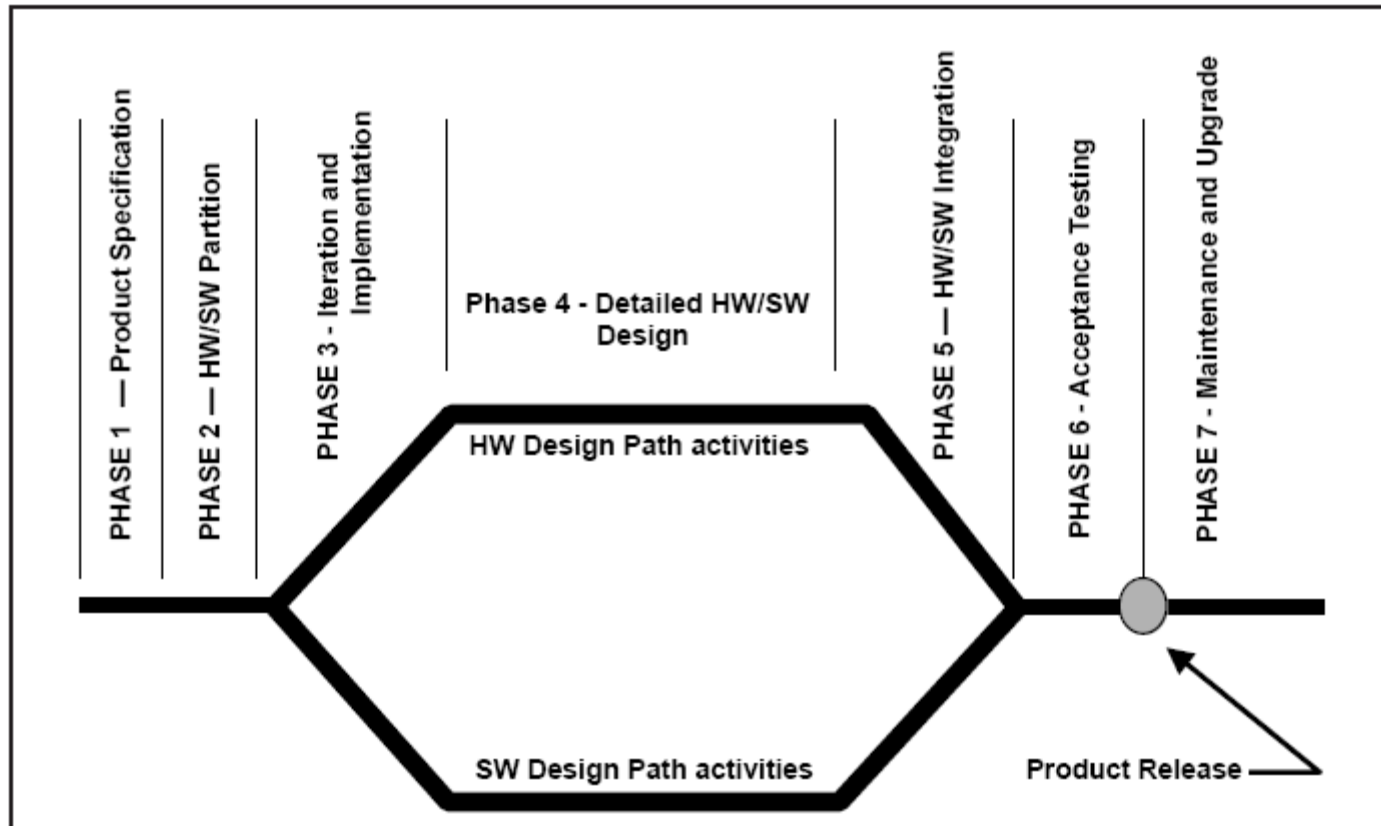 PHASE 1 — Product Specification
PHASE 2 — HW/SW Partition
PHASE 3 - Iteration and
Implementation
Phase 4 - Detailed HW/SW
Design
PHASE 5 — HW/SW Integration
PHASE 6 - Acceptance Testing
PHASE 7 - Maintenance and Upgrade
HW Design Path activities
SW Design Path activities
Product Release